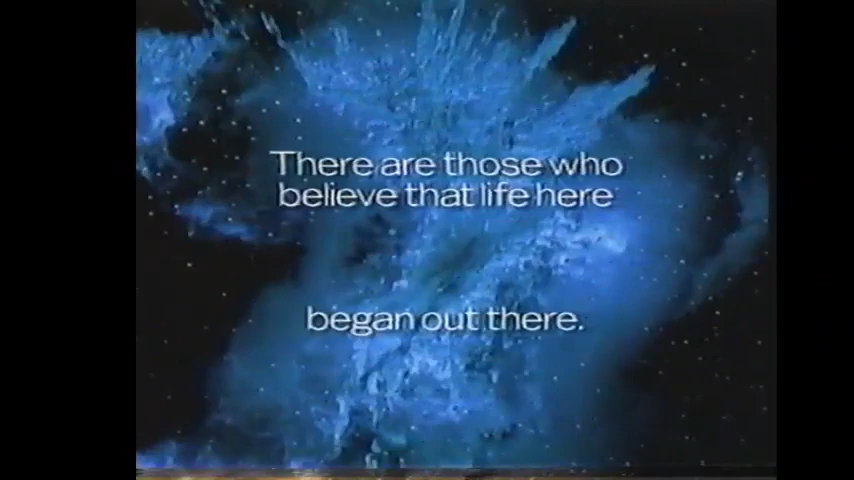 There are those who
believe that life here
began out there.